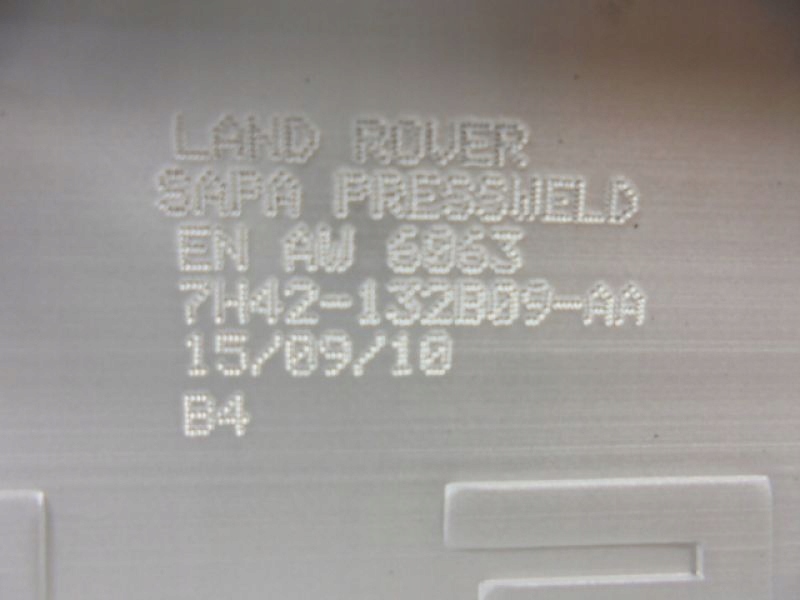 LAND ROVER
SAPA PRESSWELD
EN AW 6063
7H42-132B09-AA
15/09/10
B4